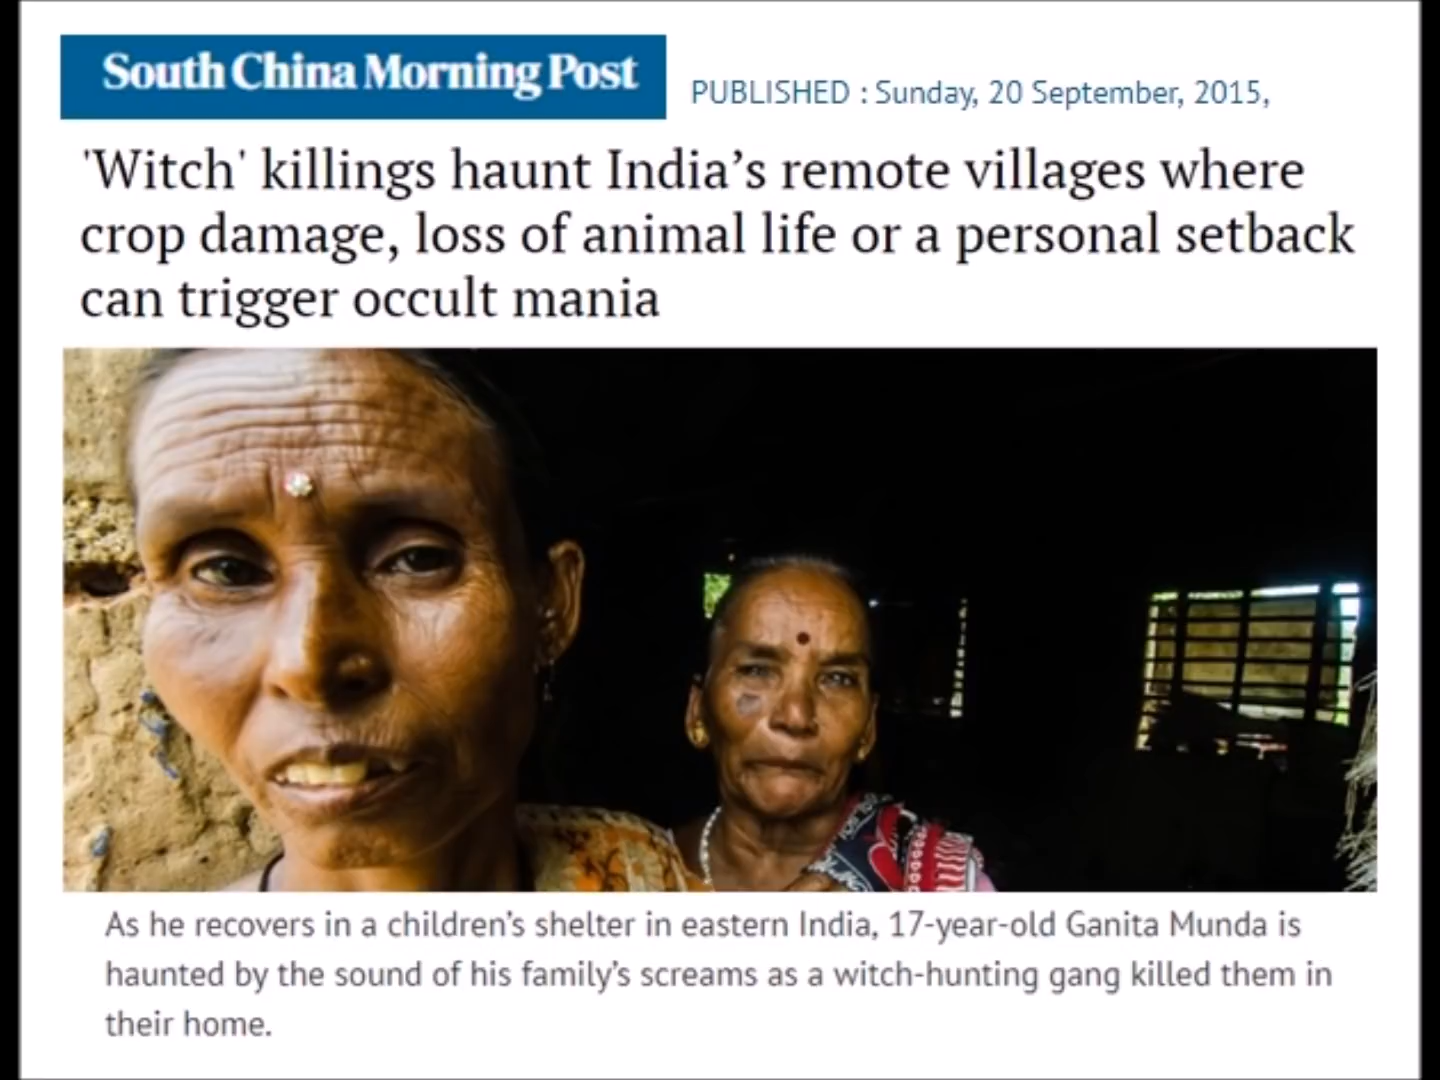 South China Morning Post
PUBLISHED : Sunday, 20 September, 2015,
'Witch' killings haunt India’s remote villages where
crop damage, loss of animal life or a personal setback
can trigger occult mania
As he recovers in a children’s shelter in eastern India, 17-year-old Ganita Munda is
haunted by the sound of his family’s screams as a witch-hunting gang killed them in
their home.